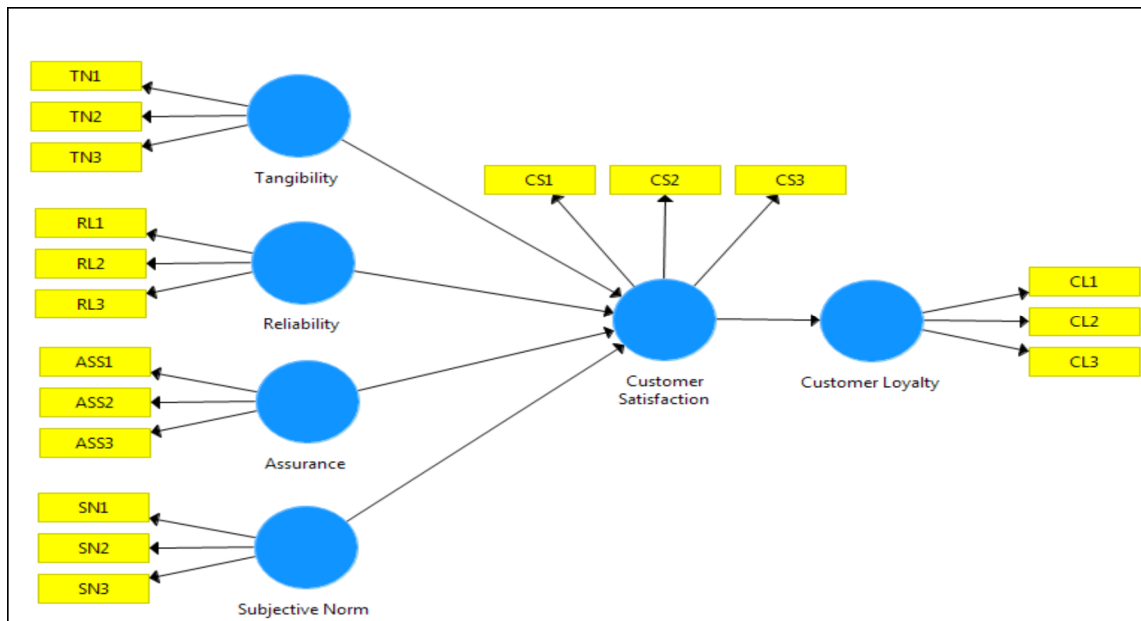 TN1
TN2
TN3
Tangibility
RL1
RL2
RL3
Reliability
ASS1
ASS2
ASS3
Assurance
SN1
SN2
SN3
Subjective Norm
CS1
CS2
CS3
Customer
Satisfaction
Customer Loyalty
CL1
CL2
CL3